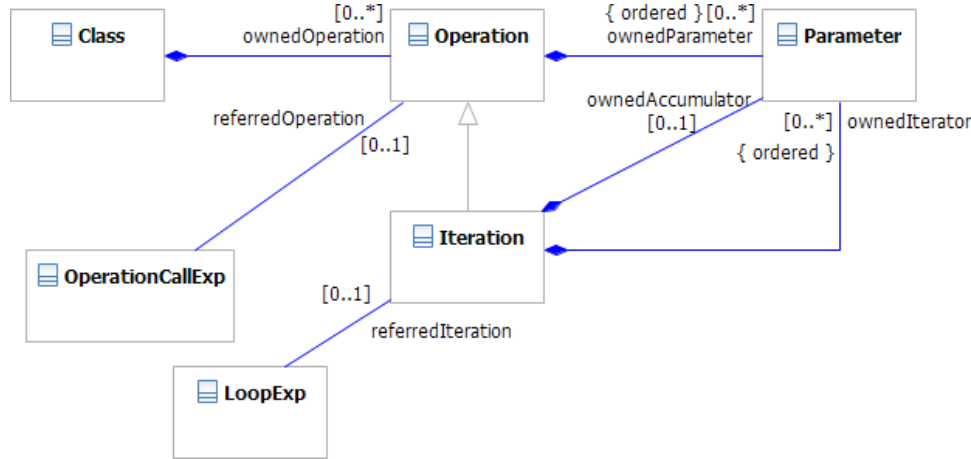 [0..*]
{ ordered } [0..*]
Class
ownedOperation
Operation
ownedParameter
Parameter
ownedAccumulator
referredOperation
[0..1]
[0..*]
ownedIterator
[0..1]
{ ordered }
Iteration
OperationCallExp
[0..1]
referredIteration
LoopExp